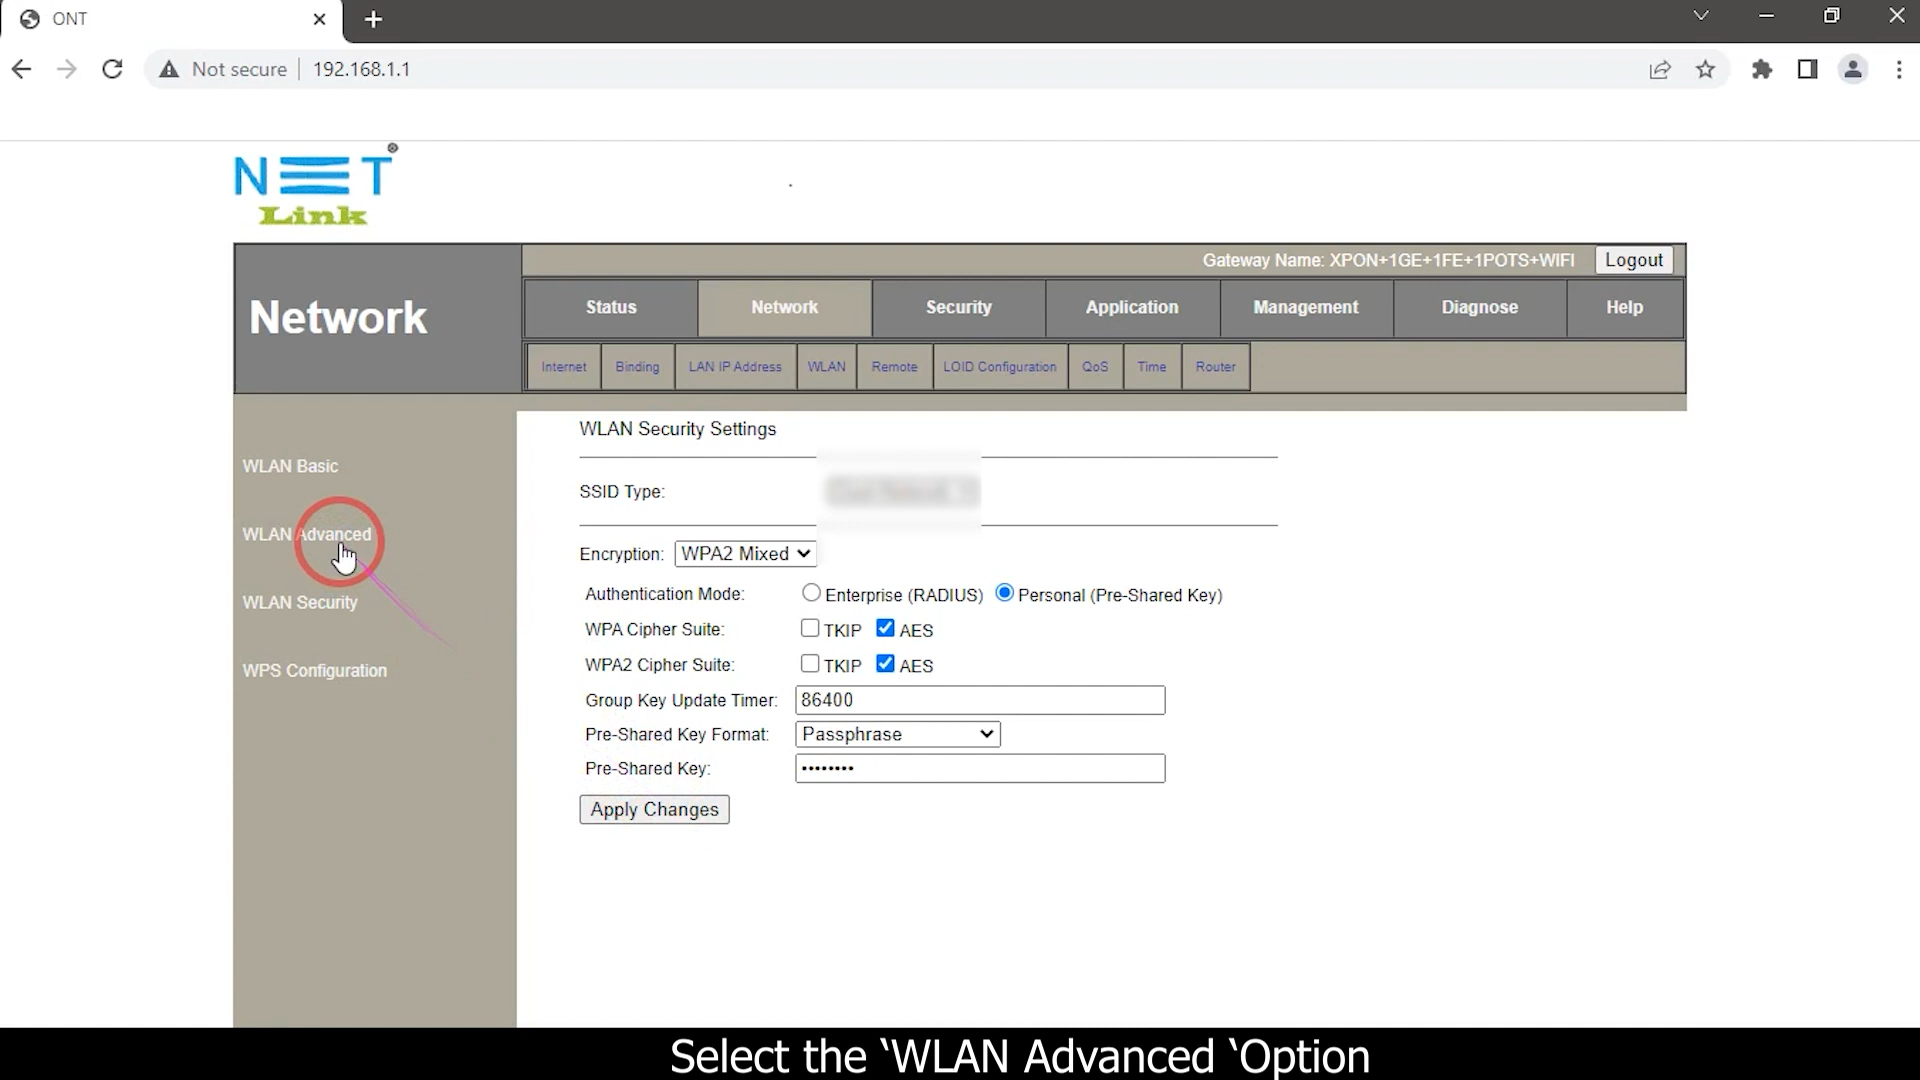 ONT
Not secure 192.168.1.1
NET
Link
Gateway Name: XPON+1GE+1FE+1POTS+WIFI Logout
Network
Status Network Security Application Management Diagnose Help
Internet Binding LAN IP Address WLAN Remote LOID Configuration QoS Time Router
WLAN Basic
WLAN Advanced
WLAN Security
WPS Configuration
WLAN Security Settings
SSID Type:
Encryption: WPA2 Mixed
Authentication Mode: Enterprise (RADIUS) Personal (Pre-Shared Key)
WPA Cipher Suite: TKIP AES
WPA2 Cipher Suite: TKIP AES
Group Key Update Timer: 86400
Pre-Shared Key Format: Passphrase
Pre-Shared Key: ••••••••
Apply Changes
Select the ‘WLAN Advanced ‘Option